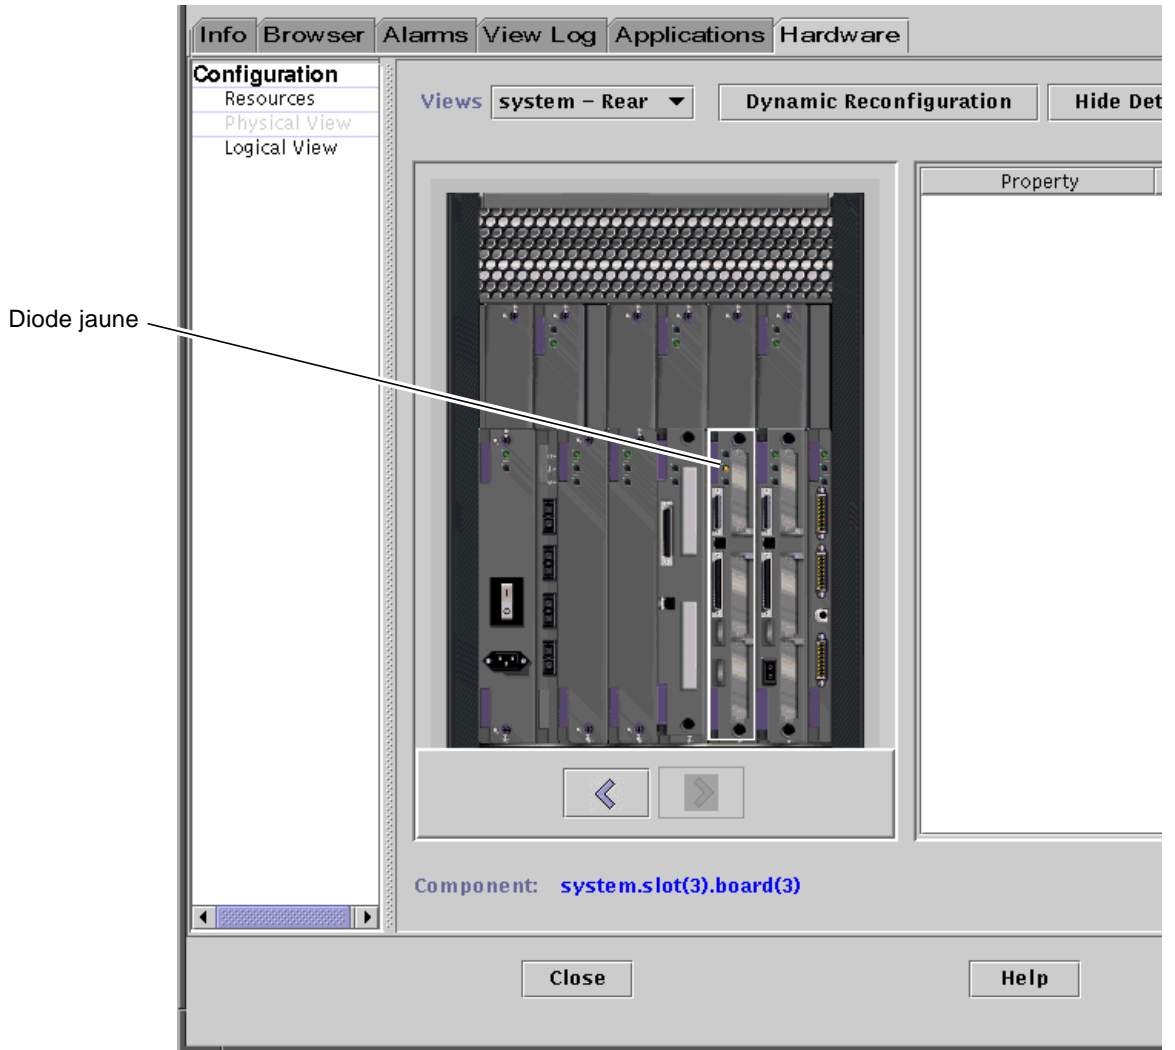 Info Browser Alarms View Log Applications Hardware
Configuration
Resources
Physical View
Logical View
Views system – Rear Dynamic Reconfiguration Hide Det
Property
Diode jaune
Component: system.slot(3).board(3)
Close Help